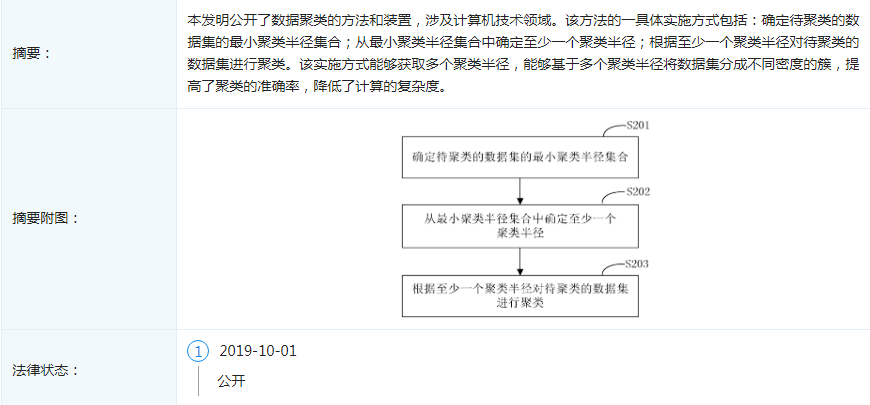 摘要：
本发明公开了数据聚类的方法和装置，涉及计算机技术领域。该方法的一具体实施方式包括：确定待聚类的数
据集的最小聚类半径集合；从最小聚类半径集合中确定至少一个聚类半径；根据至少一个聚类半径对待聚类的
数据集进行聚类。该实施方式能够获取多个聚类半径，能够基于多个聚类半径将数据集分成不同密度的簇，提
高了聚类的准确率，降低了计算的复杂度。
摘要附图：
S201
确定待聚类的数据集的最小聚类半径集合
S202
从最小聚类半径集合中确定至少一个
聚类半径
S203
根据至少一个聚类半径对待聚类的数据集
进行聚类
法律状态：
1 2019-10-01
公开